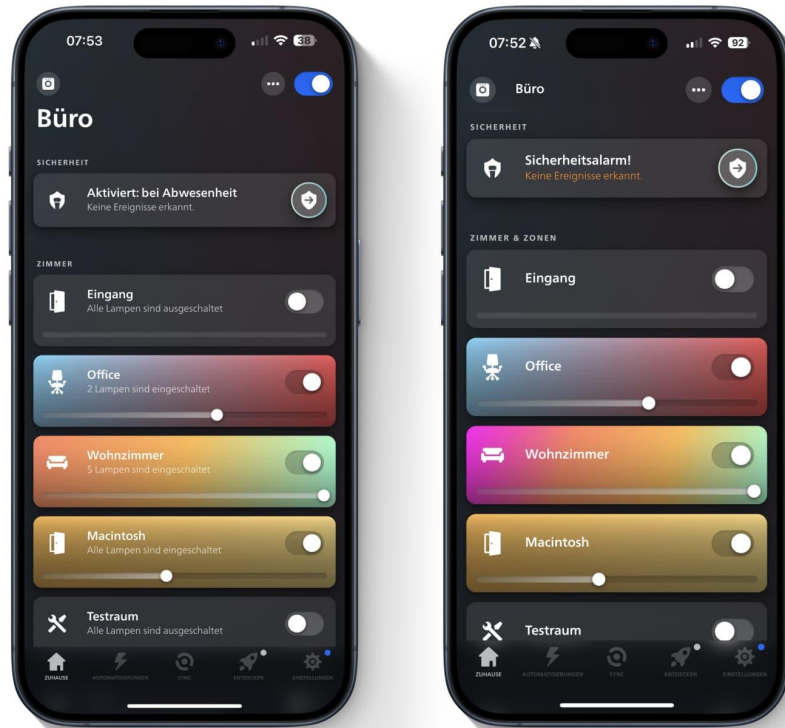 07:53
38
Büro
SICHERHEIT
Aktiviert: bei Abwesenheit
Keine Ereignisse erkannt.
ZIMMER
Eingang
Alle Lampen sind ausgeschaltet
Office
2 Lampen sind eingeschaltet
Wohnzimmer
5 Lampen sind eingeschaltet
Macintosh
Alle Lampen sind eingeschaltet
Testraum
Alle Lampen sind ausgeschaltet
ZUHAUSE AUTOMATISIERUNGEN SYNC ENTDECKEN EINSTELLUNGEN
07:52
92
Büro
SICHERHEIT
Sicherheitsalarm!
Keine Ereignisse erkannt.
ZIMMER & ZONEN
Eingang
Office
Wohnzimmer
Macintosh
Testraum
ZUHAUSE AUTOMATISIERUNGEN SYNC ENTDECKEN EINSTELLUNGEN